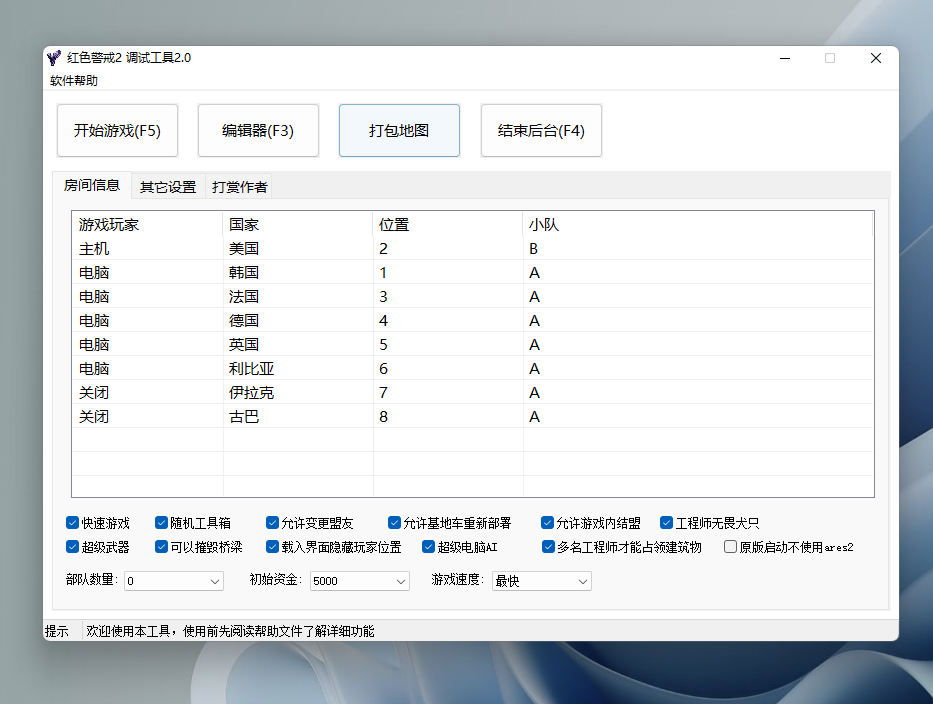 红色警戒2 调试工具2.0
软件帮助
开始游戏(F5) 编辑器(F3) 打包地图 结束后台(F4)
房间信息 其它设置 打赏作者
游戏玩家 国家 位置 小队
主机 美国 2 B
电脑 韩国 1 A
电脑 法国 3 A
电脑 德国 4 A
电脑 英国 5 A
电脑 利比亚 6 A
关闭 伊拉克 7 A
关闭 古巴 8 A
快速游戏 随机工具箱 允许变更盟友 允许基地车重新部署 允许游戏内结盟 工程师无畏犬只
超级武器 可以摧毁桥梁 载入界面隐藏玩家位置 超级电脑AI 多名工程师才能占领建筑物 原版启动不使用ares2
部队数量: 0 初始资金: 5000 游戏速度: 最快
提示 欢迎使用本工具，使用前先阅读帮助文件了解详细功能